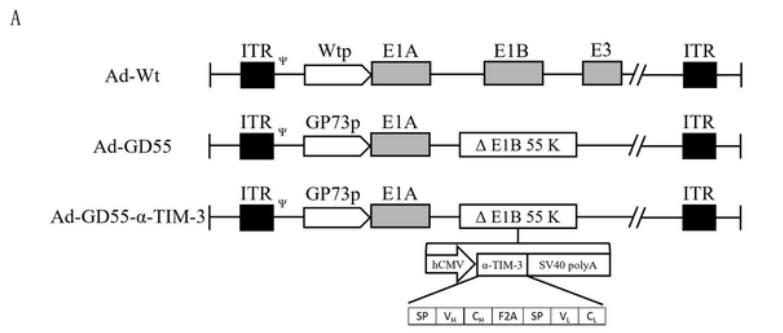 A
ITR Ψ Wtp E1A E1B E3 ITR
Ad-Wt
ITR Ψ GP73p E1A ITR
Ad-GD55 Δ E1B 55 K
ITR Ψ GP73p E1A ITR
Ad-GD55-α-TIM-3 Δ E1B 55 K
hCMV α-TIM-3 SV40 polyA
SP VH CH F2A SP VL CL